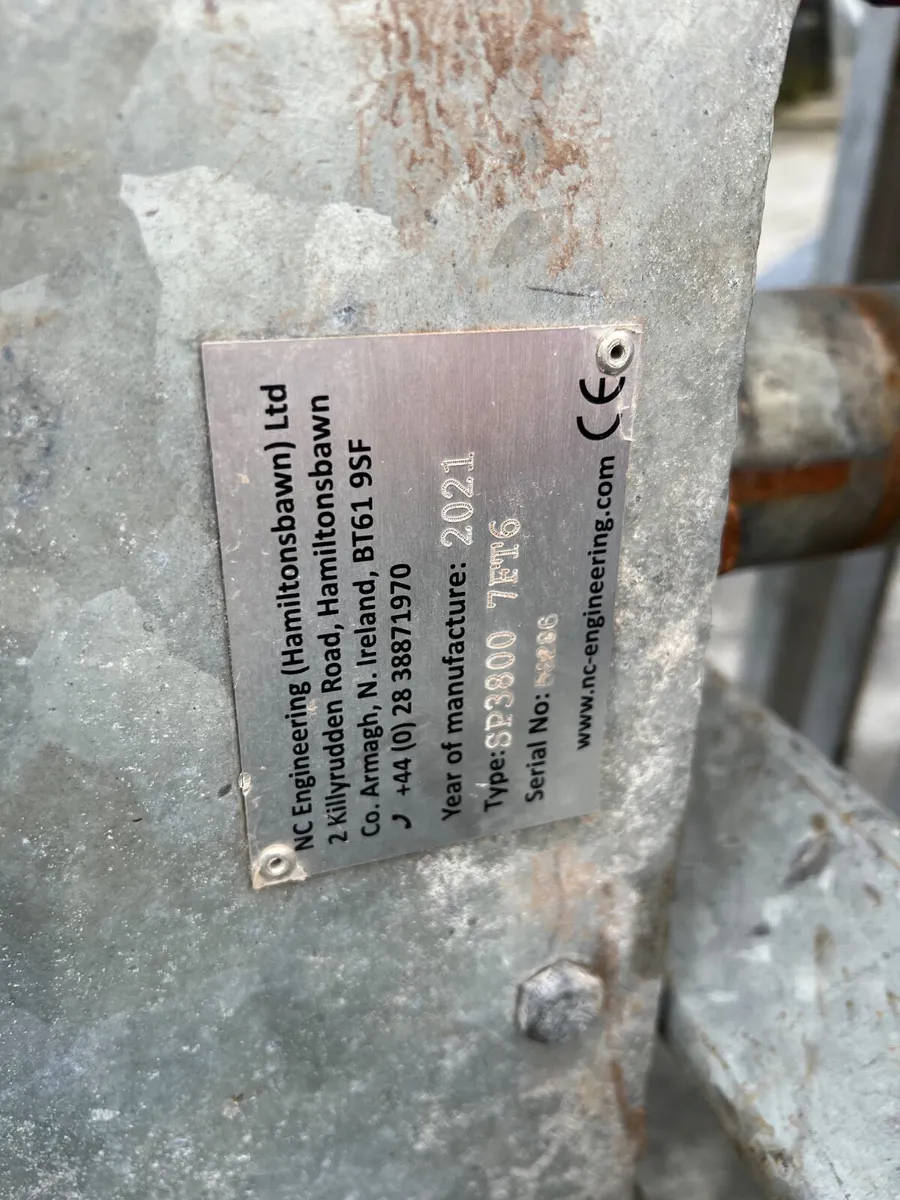 NC Engineering (Hamiltonsbawn) Ltd
2 Killyrudden Road, Hamiltonsbawn
Co. Armagh, N. Ireland, BT61 9SF
+44 (0) 28 38871970
Year of manufacture: 2021
Type: SP3800 7FT6
Serial No:
www.nc-engineering.com CE